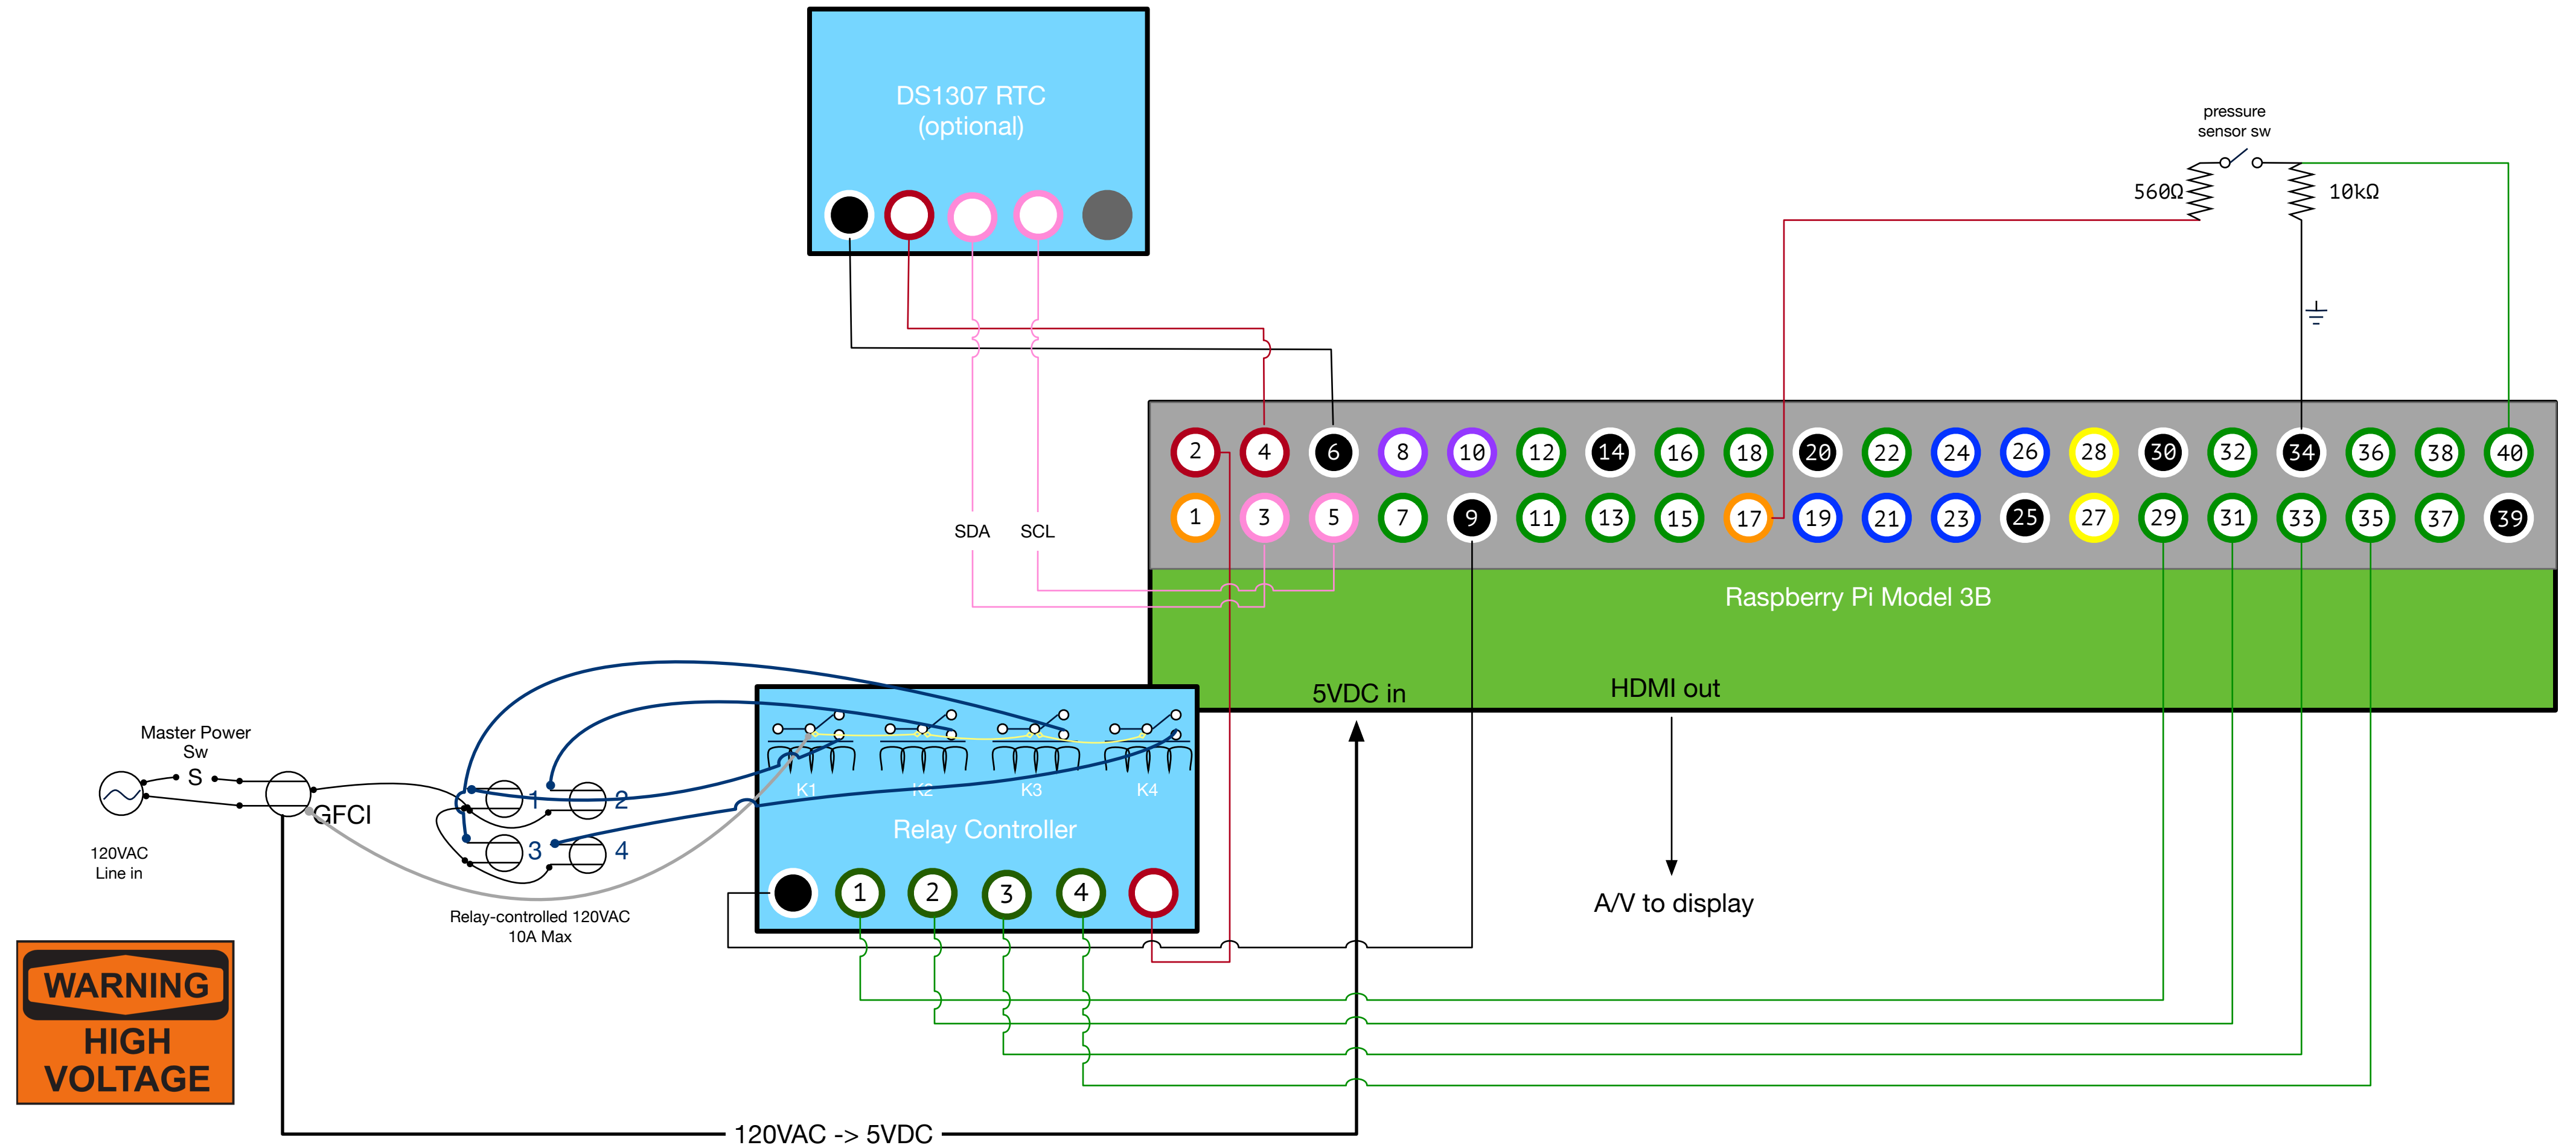 DS1307 RTC
(optional)
pressure
sensor sw
560Ω
10kΩ
2 4 6 8 10 12 14 16 18 20 22 24 26 28 30 32 34 36 38 40
1 3 5 7 9 11 13 15 17 19 21 23 25 27 29 31 33 35 37 39
SDA SCL
Raspberry Pi Model 3B
5VDC in
HDMI out
A/V to display
Master Power
Sw
S
GFCI
120VAC
Line in
1 2
3 4
Relay-controlled 120VAC
10A Max
K1 K2 K3 K4
Relay Controller
1 2 3 4
WARNING
HIGH
VOLTAGE
120VAC -> 5VDC